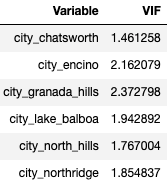 Variable VIF
city_chatsworth 1.461258
city_encino 2.162079
city_granada_hills 2.372798
city_lake_balboa 1.942892
city_north_hills 1.767004
city_northridge 1.854837